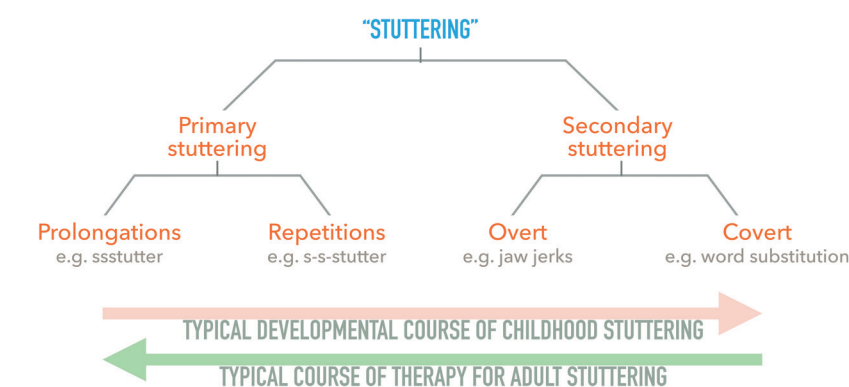 “STUTTERING”
Primary
stuttering
Secondary
stuttering
Prolongations
e.g. ssstutter
Repetitions
e.g. s-s-stutter
Overt
e.g. jaw jerks
Covert
e.g. word substitution
TYPICAL DEVELOPMENTAL COURSE OF CHILDHOOD STUTTERING
TYPICAL COURSE OF THERAPY FOR ADULT STUTTERING